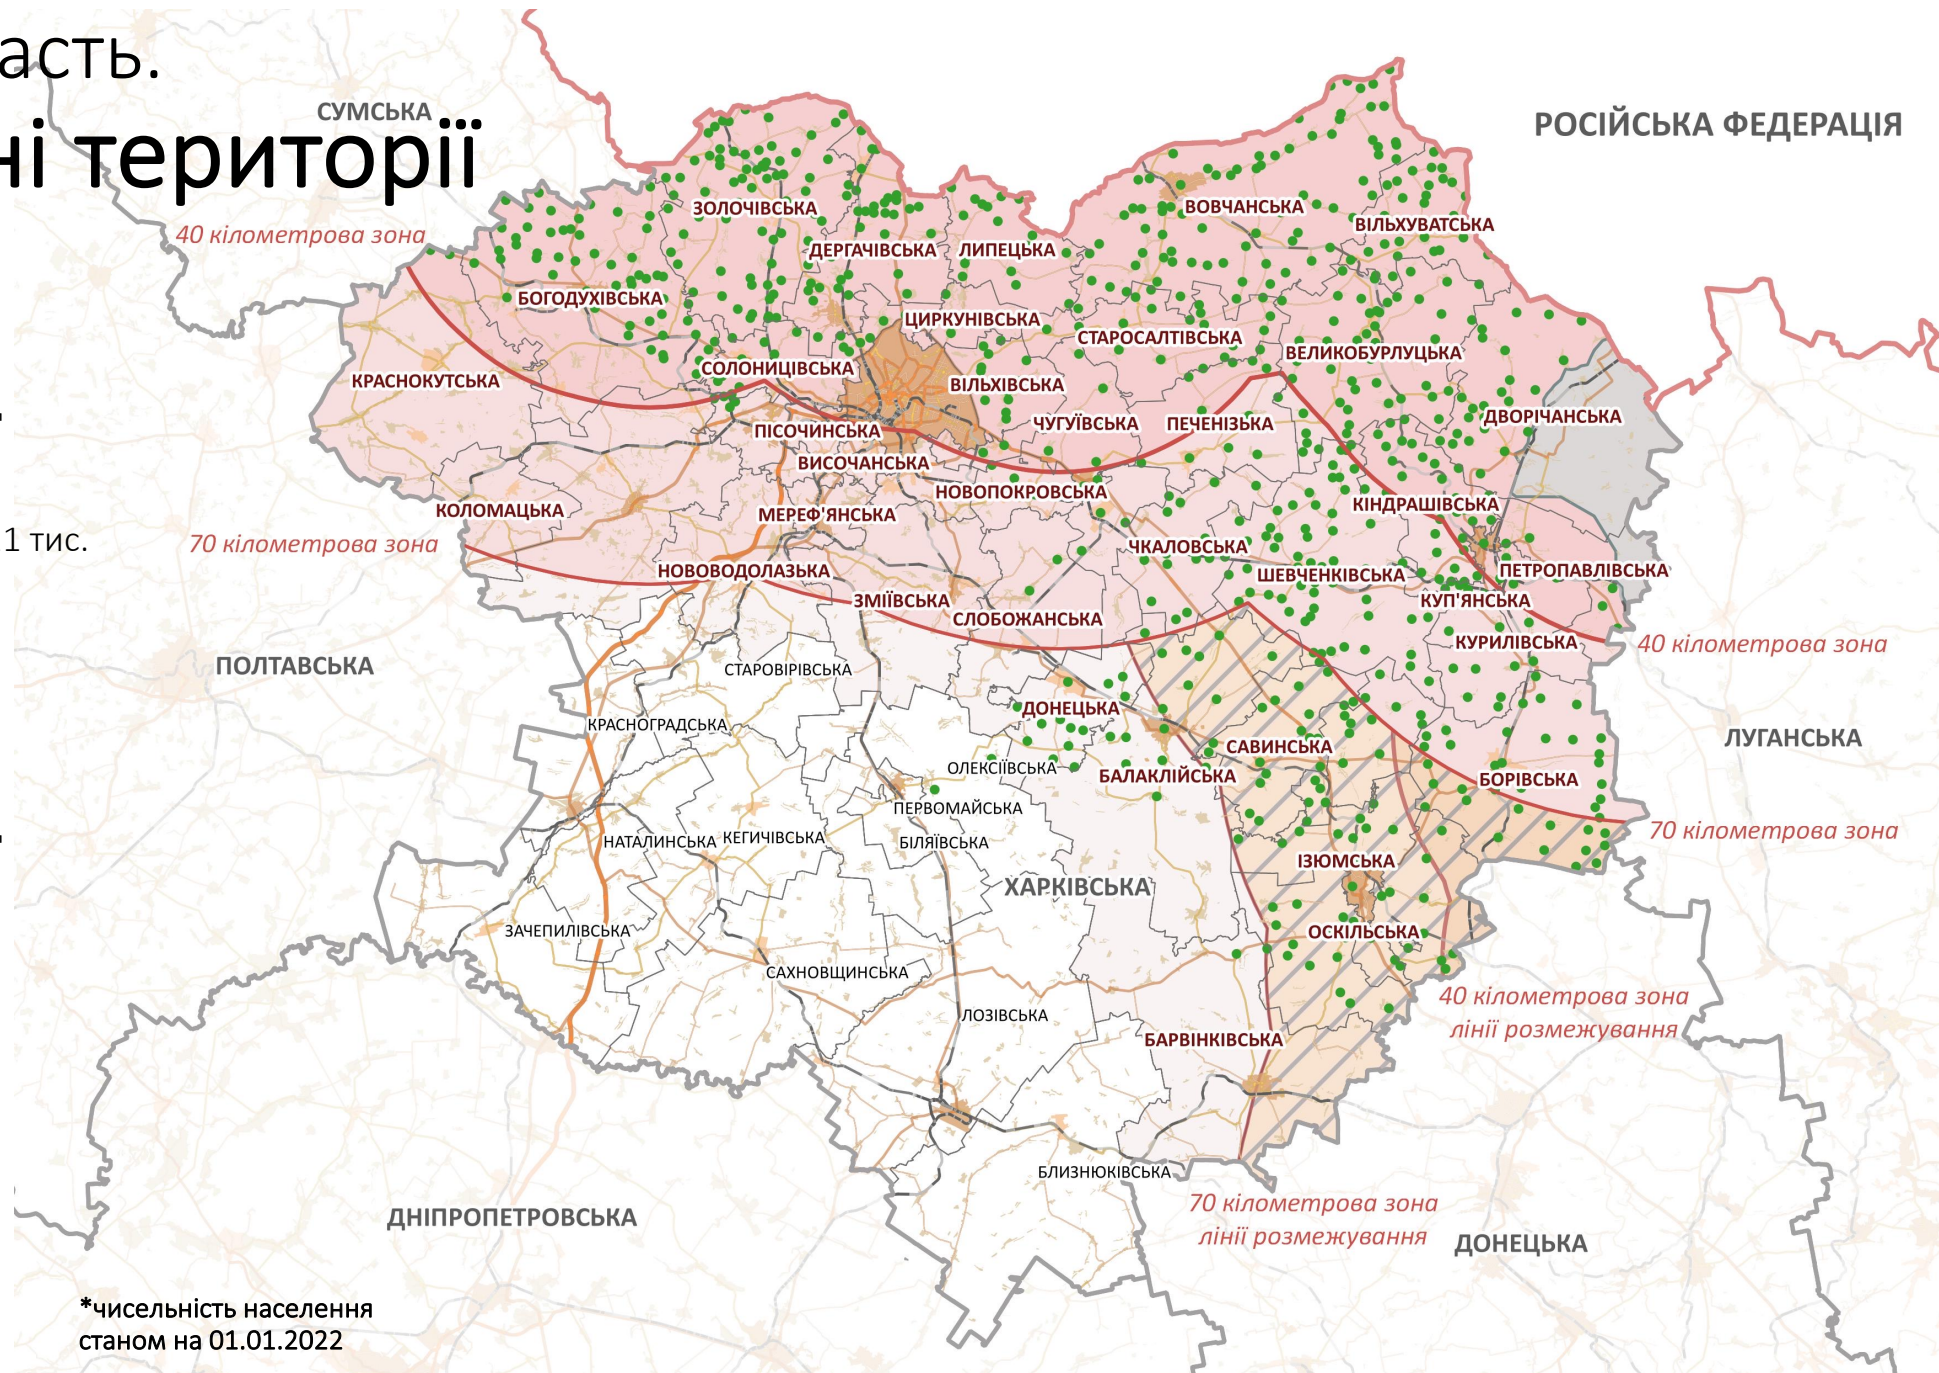 асть.
ні території
1 тис.
СУМСЬКА
РОСІЙСЬКА ФЕДЕРАЦІЯ
40 кілометрова зона
ЗОЛОЧІВСЬКА
ВОВЧАНСЬКА
ВІЛЬХУВАТСЬКА
ДЕРГАЧІВСЬКА
ЛИПЕЦЬКА
БОГОДУХІВСЬКА
ЦИРКУНІВСЬКА
СТАРОСАЛТІВСЬКА
ВЕЛИКОБУРЛУЦЬКА
СОЛОНИЦІВСЬКА
КРАСНОКУТСЬКА
ВІЛЬХІВСЬКА
ДВОРІЧАНСЬКА
ПІСОЧИНСЬКА
ЧУГУЇВСЬКА
ПЕЧЕНІЗЬКА
ВИСОЧАНСЬКА
НОВОПОКРОВСЬКА
КОЛОМАЦЬКА
МЕРЕФ'ЯНСЬКА
КІНДРАШІВСЬКА
70 кілометрова зона
ЧКАЛОВСЬКА
НОВОВОДОЛАЗЬКА
ШЕВЧЕНКІВСЬКА
ПЕТРОПАВЛІВСЬКА
ЗМІЇВСЬКА
КУП'ЯНСЬКА
СЛОБОЖАНСЬКА
КУРИЛІВСЬКА
40 кілометрова зона
ПОЛТАВСЬКА
СТАРОВІРІВСЬКА
ДОНЕЦЬКА
КРАСНОГРАДСЬКА
САВИНСЬКА
ЛУГАНСЬКА
ОЛЕКСІЇВСЬКА
БАЛАКЛІЙСЬКА
БОРІВСЬКА
ПЕРВОМАЙСЬКА
70 кілометрова зона
НАТАЛИНСЬКА
КЕГИЧІВСЬКА
БІЛЯЇВСЬКА
ІЗЮМСЬКА
ХАРКІВСЬКА
ЗАЧЕПИЛІВСЬКА
ОСКІЛЬСЬКА
САХНОВЩИНСЬКА
40 кілометрова зона
лінії розмежування
ЛОЗІВСЬКА
БАРВІНКІВСЬКА
БЛИЗНЮКІВСЬКА
70 кілометрова зона
лінії розмежування
ДНІПРОПЕТРОВСЬКА
ДОНЕЦЬКА
*чисельність населення
станом на 01.01.2022